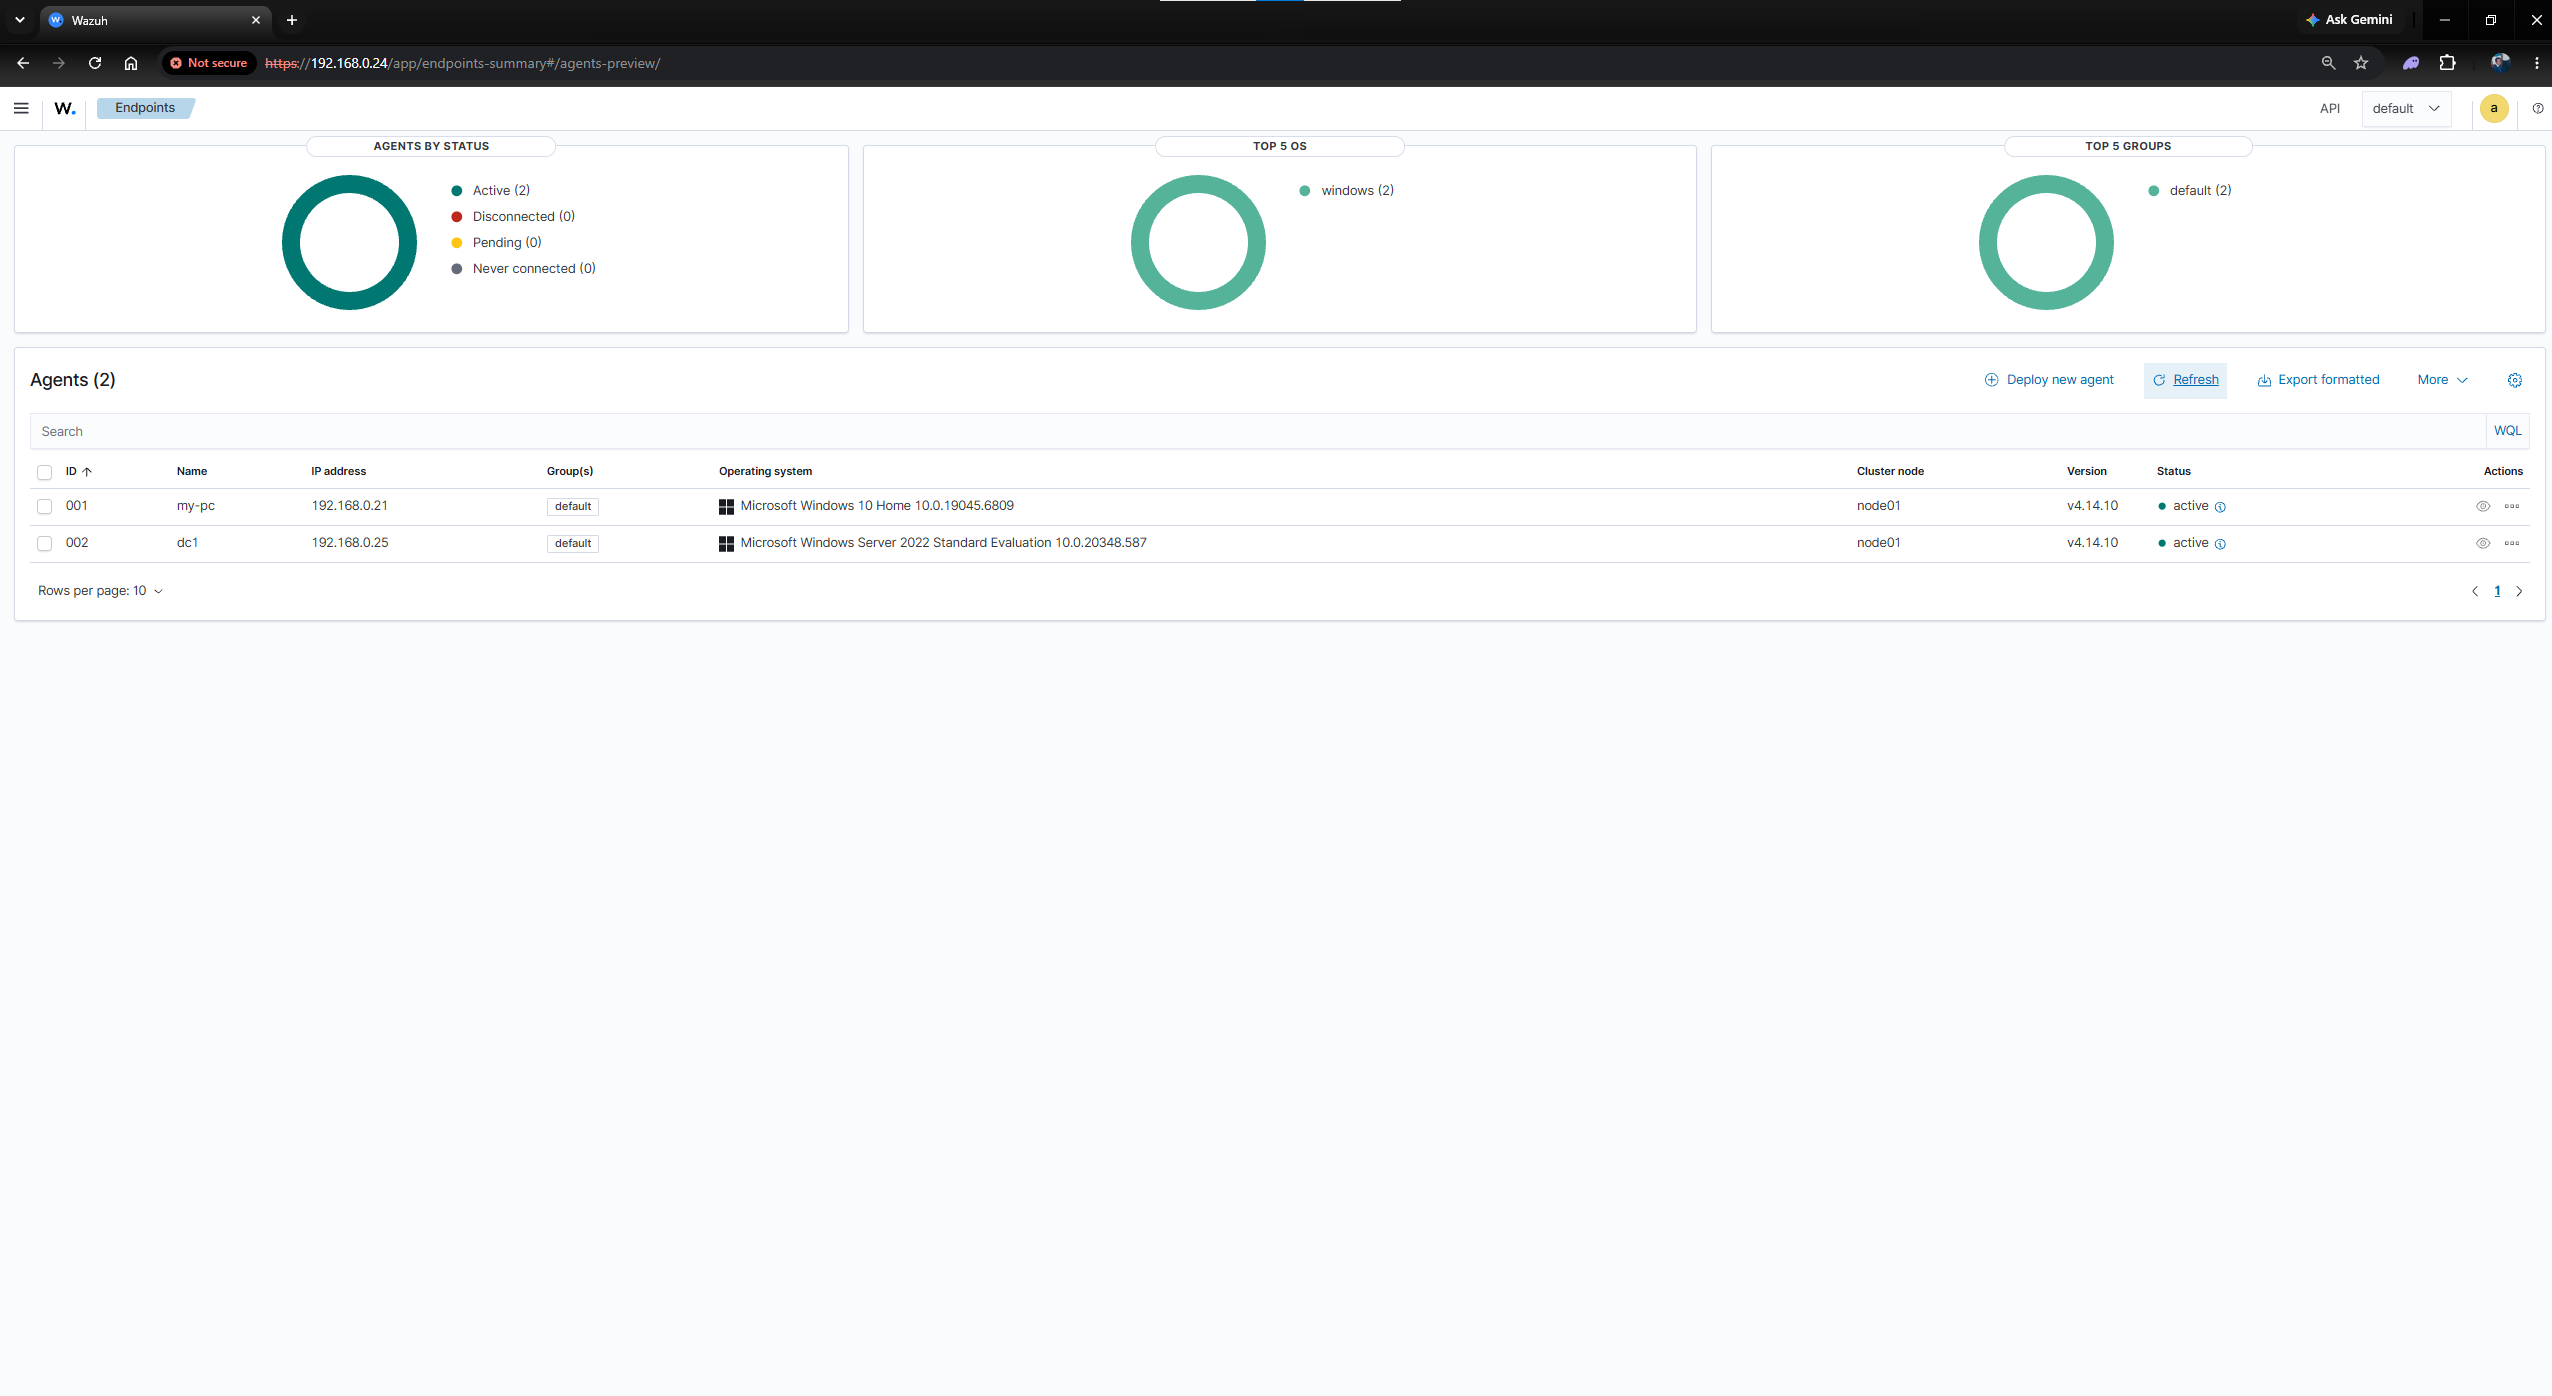 Wazuh
Ask Gemini
Not secure https://192.168.0.24/app/endpoints-summary#/agents-preview/
W. Endpoints API default a
AGENTS BY STATUS
Active (2)
Disconnected (0)
Pending (0)
Never connected (0)
TOP 5 OS
windows (2)
TOP 5 GROUPS
default (2)
Agents (2) Deploy new agent Refresh Export formatted More
Search WQL
ID Name IP address Group(s) Operating system Cluster node Version Status Actions
001 my-pc 192.168.0.21 default Microsoft Windows 10 Home 10.0.19045.6809 node01 v4.14.10 active
002 dc1 192.168.0.25 default Microsoft Windows Server 2022 Standard Evaluation 10.0.20348.587 node01 v4.14.10 active
Rows per page: 10 1